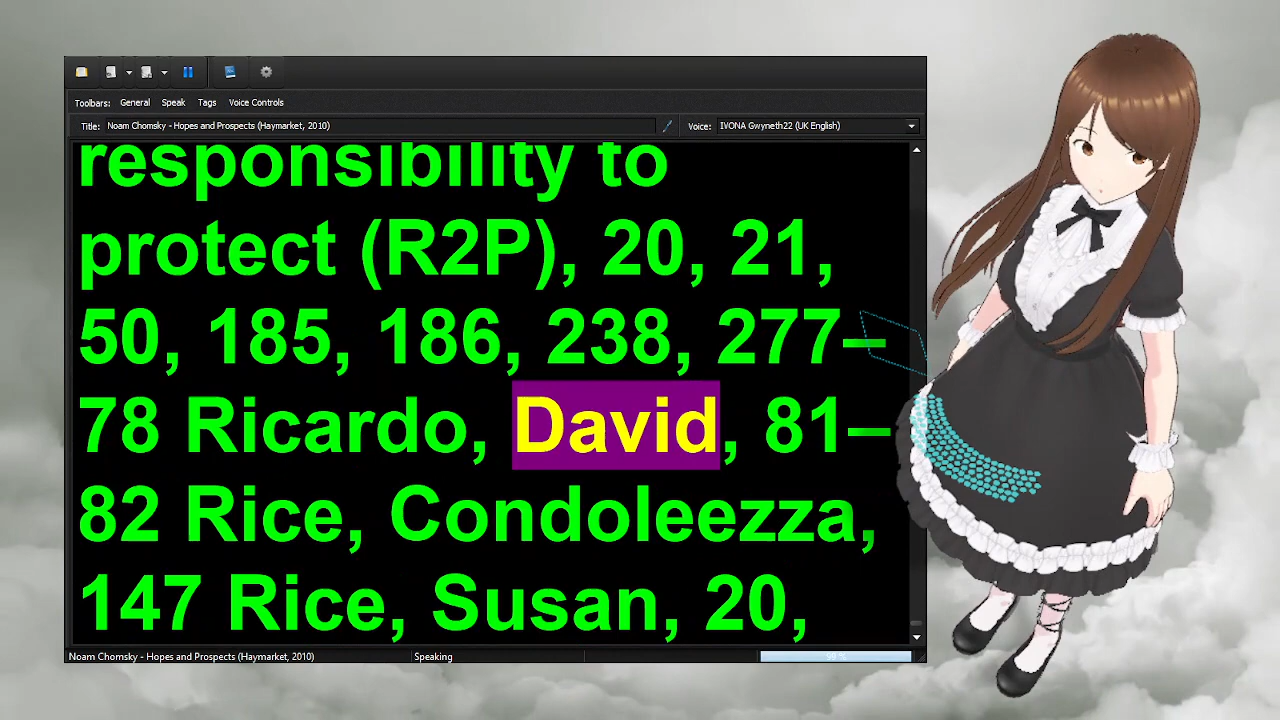 Toolbars: General Speak Tags Voice Controls
Title: Noam Chomsky - Hopes and Prospects (Haymarket, 2010) Voice: IVONA Gwyneth22 (UK English)
responsibility to
protect (R2P), 20, 21,
50, 185, 186, 238, 277–
78 Ricardo, David, 81–
82 Rice, Condoleezza,
147 Rice, Susan, 20,
Noam Chomsky - Hopes and Prospects (Haymarket, 2010) Speaking